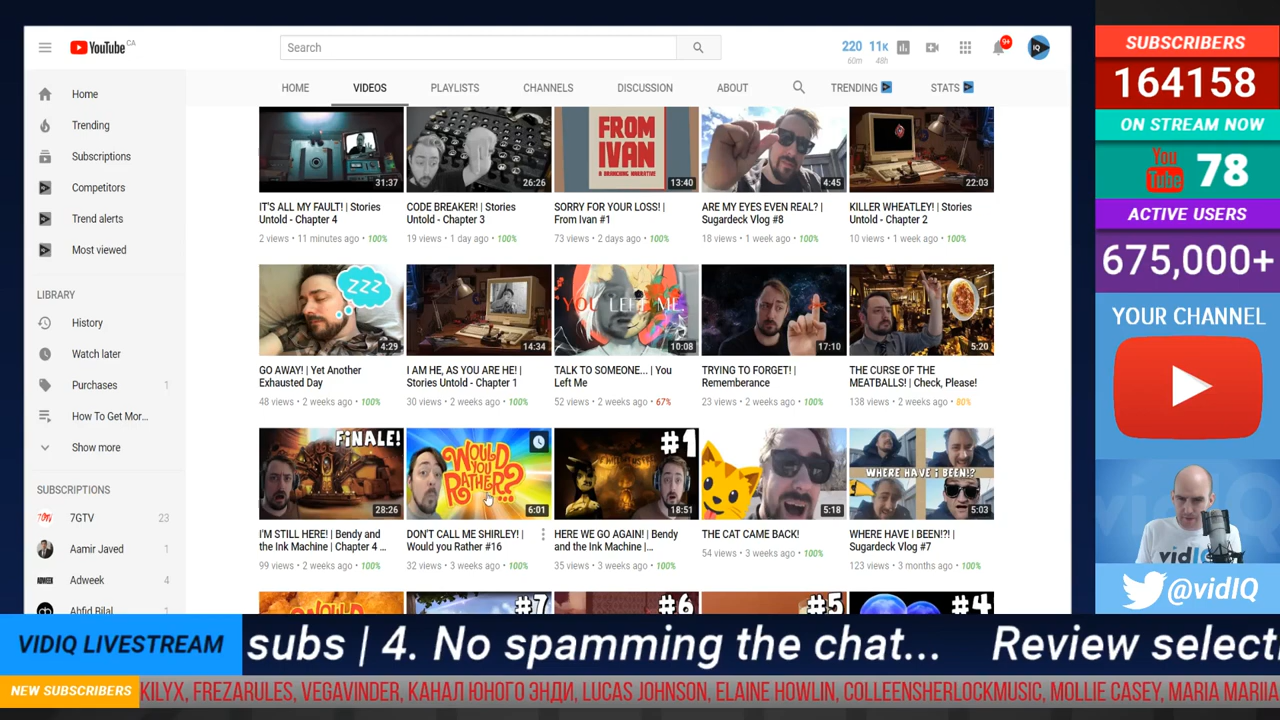 YouTube CA
Search
220 11K
60m 48h
9+
IQ
SUBSCRIBERS
164158
ON STREAM NOW
You Tube 78
ACTIVE USERS
675,000+
YOUR CHANNEL
vidIQ
@vidIQ
HOME VIDEOS PLAYLISTS CHANNELS DISCUSSION ABOUT TRENDING STATS
Home
Trending
Subscriptions
Competitors
Trend alerts
Most viewed
LIBRARY
History
Watch later
Purchases 1
How To Get Mor...
Show more
SUBSCRIPTIONS
7GTV 23
Aamir Javed 1
ADWEEK Adweek 4
Ahfid Bilal
31:37
26:26
FROM IVAN
A BRANCHING NARRATIVE
13:40
4:45
22:03
IT'S ALL MY FAULT! | Stories
Untold - Chapter 4
2 views • 11 minutes ago • 100%
CODE BREAKER! | Stories
Untold - Chapter 3
19 views • 1 day ago • 100%
SORRY FOR YOUR LOSS! |
From Ivan #1
73 views • 2 days ago • 100%
ARE MY EYES EVEN REAL? |
Sugardeck Vlog #8
18 views • 1 week ago • 100%
KILLER WHEATLEY! | Stories
Untold - Chapter 2
10 views • 1 week ago • 100%
ZZZ
4:29
14:34
YOU LEFT ME.
10:08
17:10
5:20
GO AWAY! | Yet Another
Exhausted Day
48 views • 2 weeks ago • 100%
I AM HE, AS YOU ARE HE! |
Stories Untold - Chapter 1
30 views • 2 weeks ago • 100%
TALK TO SOMEONE... | You
Left Me
52 views • 2 weeks ago • 67%
TRYING TO FORGET! |
Rememberance
23 views • 2 weeks ago • 100%
THE CURSE OF THE
MEATBALLS! | Check, Please!
138 views • 2 weeks ago • 80%
FINALE!
28:26
WOULD YOU RATHER?
6:01
#1
18:51
5:18
WHERE HAVE I BEEN!?
5:03
I'M STILL HERE! | Bendy and
the Ink Machine | Chapter 4 ...
99 views • 2 weeks ago • 100%
DON'T CALL ME SHIRLEY! |
Would you Rather #16
32 views • 3 weeks ago • 100%
HERE WE GO AGAIN! | Bendy
and the Ink Machine |...
35 views • 3 weeks ago • 100%
THE CAT CAME BACK!
54 views • 3 weeks ago • 100%
WHERE HAVE I BEEN?!? |
Sugardeck Vlog #7
123 views • 3 months ago • 100%
#7
#6
#5
#4
VIDIQ LIVESTREAM
subs | 4. No spamming the chat... Review select
NEW SUBSCRIBERS
KILYX, FREZARULES, VEGAVINDER, КАНАЛ ЮНОГО ЭНДИ, LUCAS JOHNSON, ELAINE HOWLIN, COLLEENSHERLOCKMUSIC, MOLLIE CASEY, MARIA MARIIA